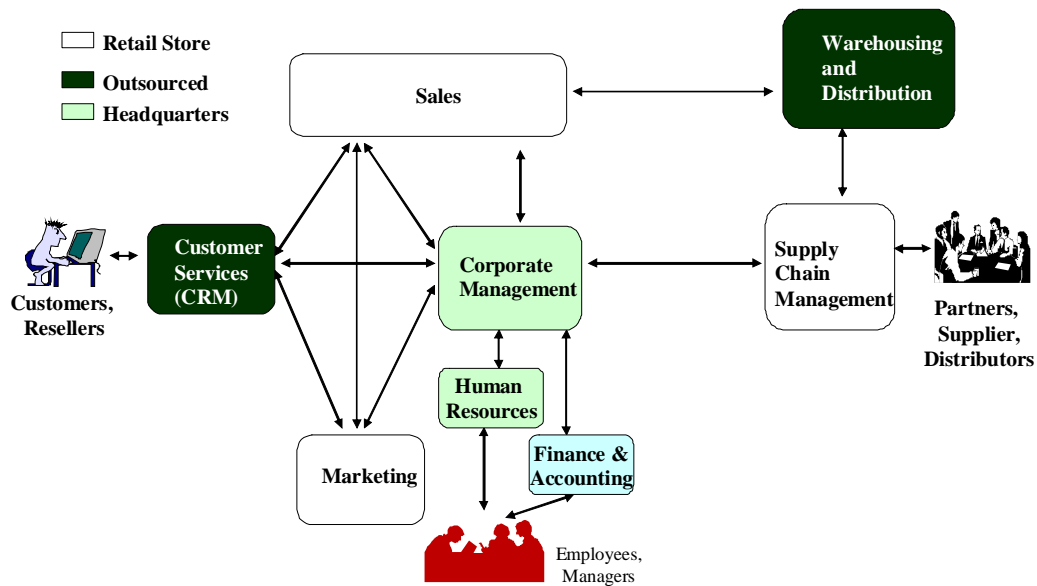 Retail Store
Outsourced
Headquarters
Sales
Warehousing
and
Distribution
Customer
Services
(CRM)
Corporate
Management
Supply
Chain
Management
Customers,
Resellers
Partners,
Supplier,
Distributors
Human
Resources
Marketing
Finance &
Accounting
Employees,
Managers